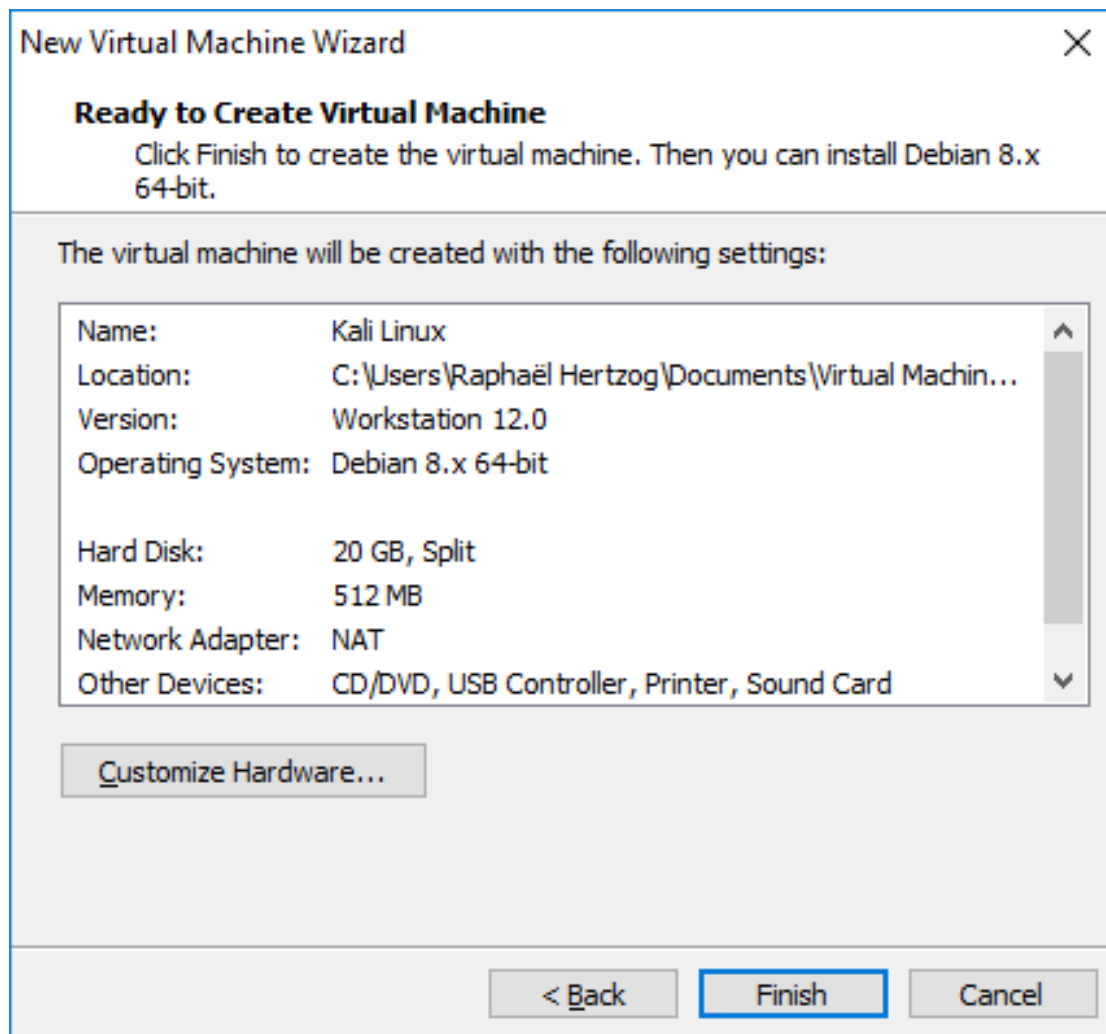 New Virtual Machine Wizard
Ready to Create Virtual Machine
Click Finish to create the virtual machine. Then you can install Debian 8.x
64-bit.
The virtual machine will be created with the following settings:
Name: Kali Linux
Location: C:\Users\Raphaël Hertzog\Documents\Virtual Machin...
Version: Workstation 12.0
Operating System: Debian 8.x 64-bit
Hard Disk: 20 GB, Split
Memory: 512 MB
Network Adapter: NAT
Other Devices: CD/DVD, USB Controller, Printer, Sound Card
Customize Hardware...
< Back Finish Cancel